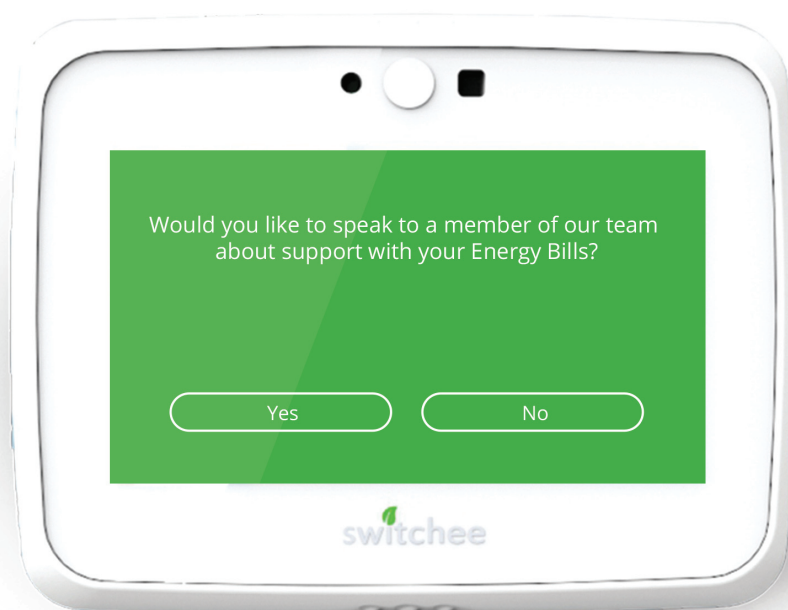 Would you like to speak to a member of our team
about support with your Energy Bills?
Yes
No
switchee